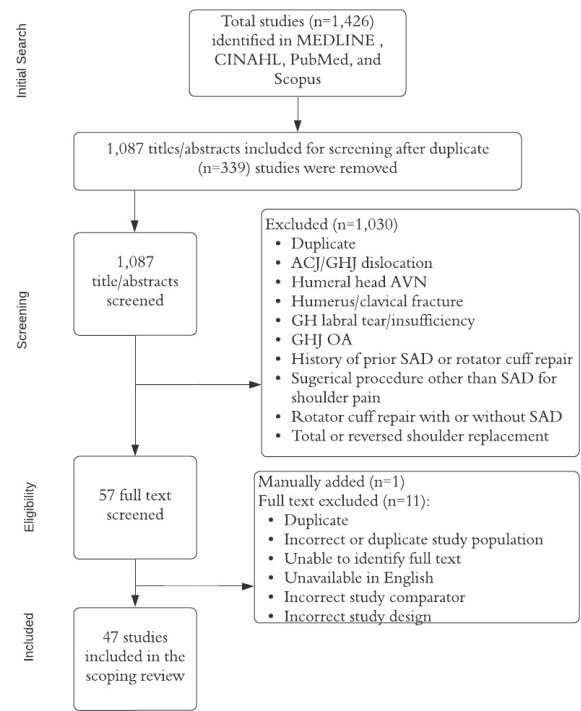 Initial Search
Total studies (n=1,426)
identified in MEDLINE ,
CINAHL, PubMed, and
Scopus
1,087 titles/abstracts included for screening after duplicate
(n=339) studies were removed
Screening
1,087
title/abstracts
screened
Excluded (n=1,030)
• Duplicate
• ACJ/GHJ dislocation
• Humeral head AVN
• Humerus/clavical fracture
• GH labral tear/insufficiency
• GHJ OA
• History of prior SAD or rotator cuff repair
• Sugerical procedure other than SAD for
shoulder pain
• Rotator cuff repair with or without SAD
• Total or reversed shoulder replacement
Eligibility
57 full text
screened
Manually added (n=1)
Full text excluded (n=11):
• Duplicate
• Incorrect or duplicate study population
• Unable to identify full text
• Unavailable in English
• Incorrect study comparator
• Incorrect study design
Included
47 studies
included in the
scoping review